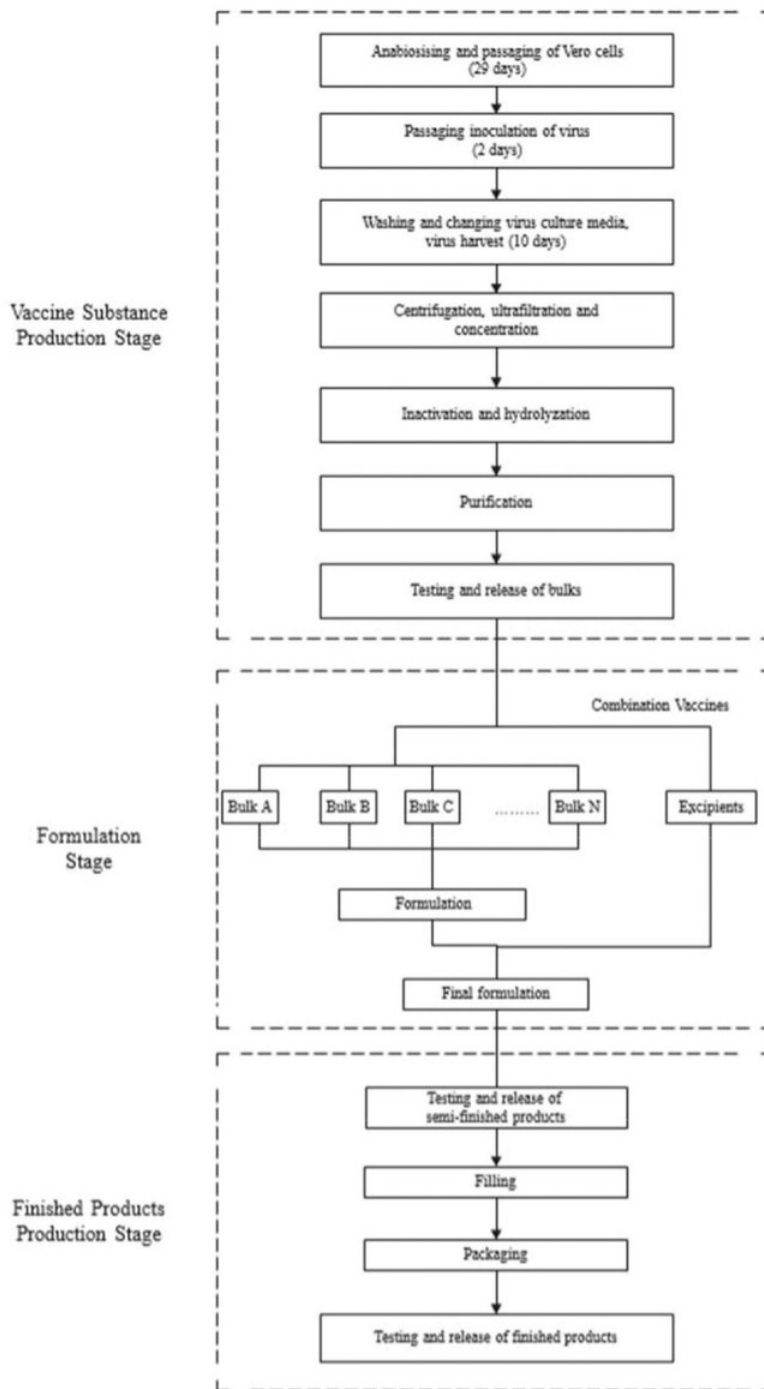 Anabiosising and passaging of Vero cells
(29 days)
Passaging inoculation of virus
(2 days)
Washing and changing virus culture media,
virus harvest (10 days)
Centrifugation, ultrafiltration and
concentration
Vaccine Substance
Production Stage
Inactivation and hydrolyzation
Purification
Testing and release of bulks
Combination Vaccines
Bulk A Bulk B Bulk C ......... Bulk N Excipients
Formulation
Stage
Formulation
Final formulation
Testing and release of
semi-finished products
Filling
Finished Products
Production Stage
Packaging
Testing and release of finished products